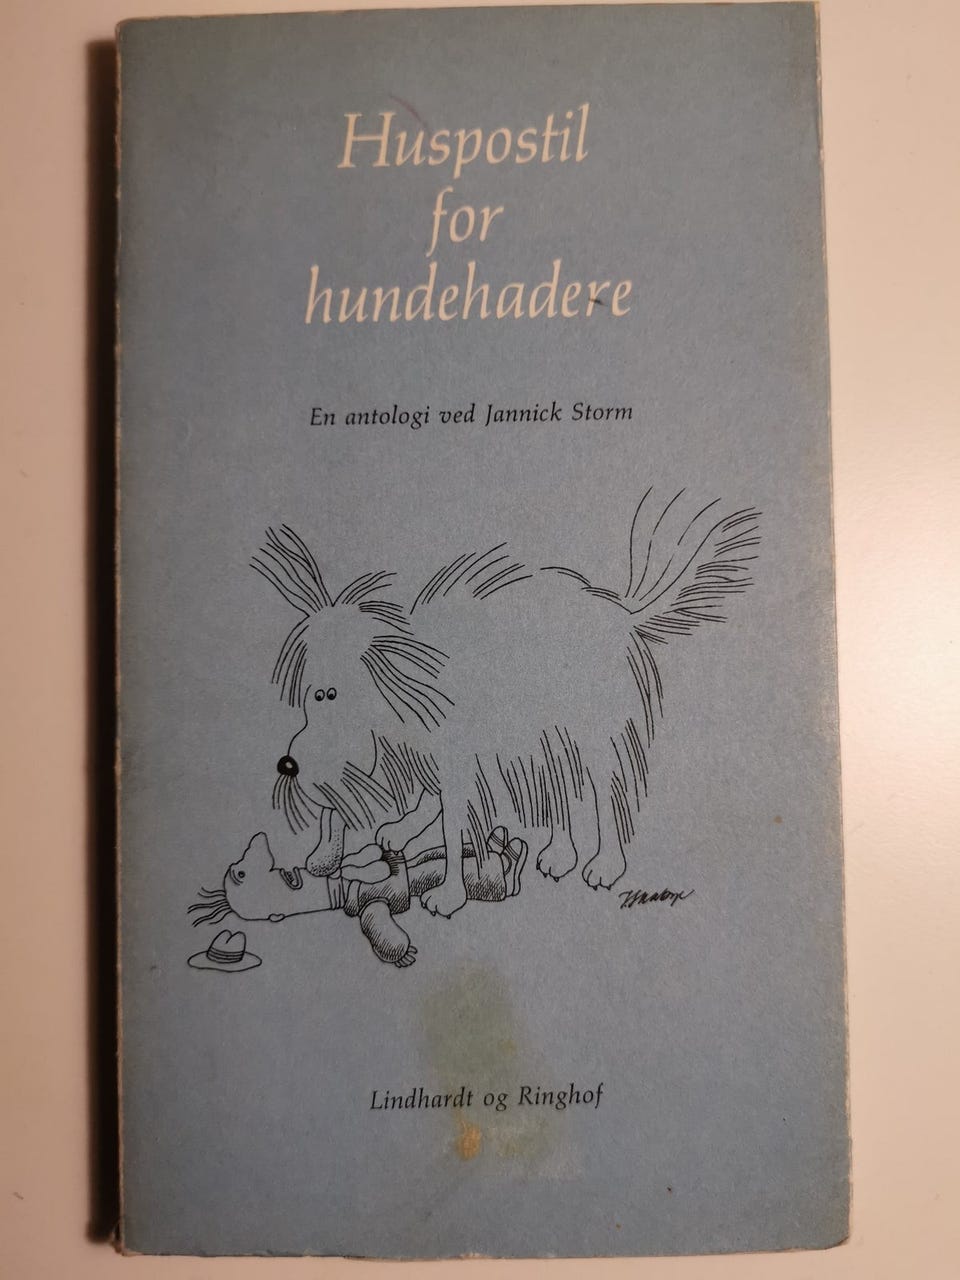 Huspostil
for
hundehadere
En antologi ved Jannick Storm
Lindhardt og Ringhof